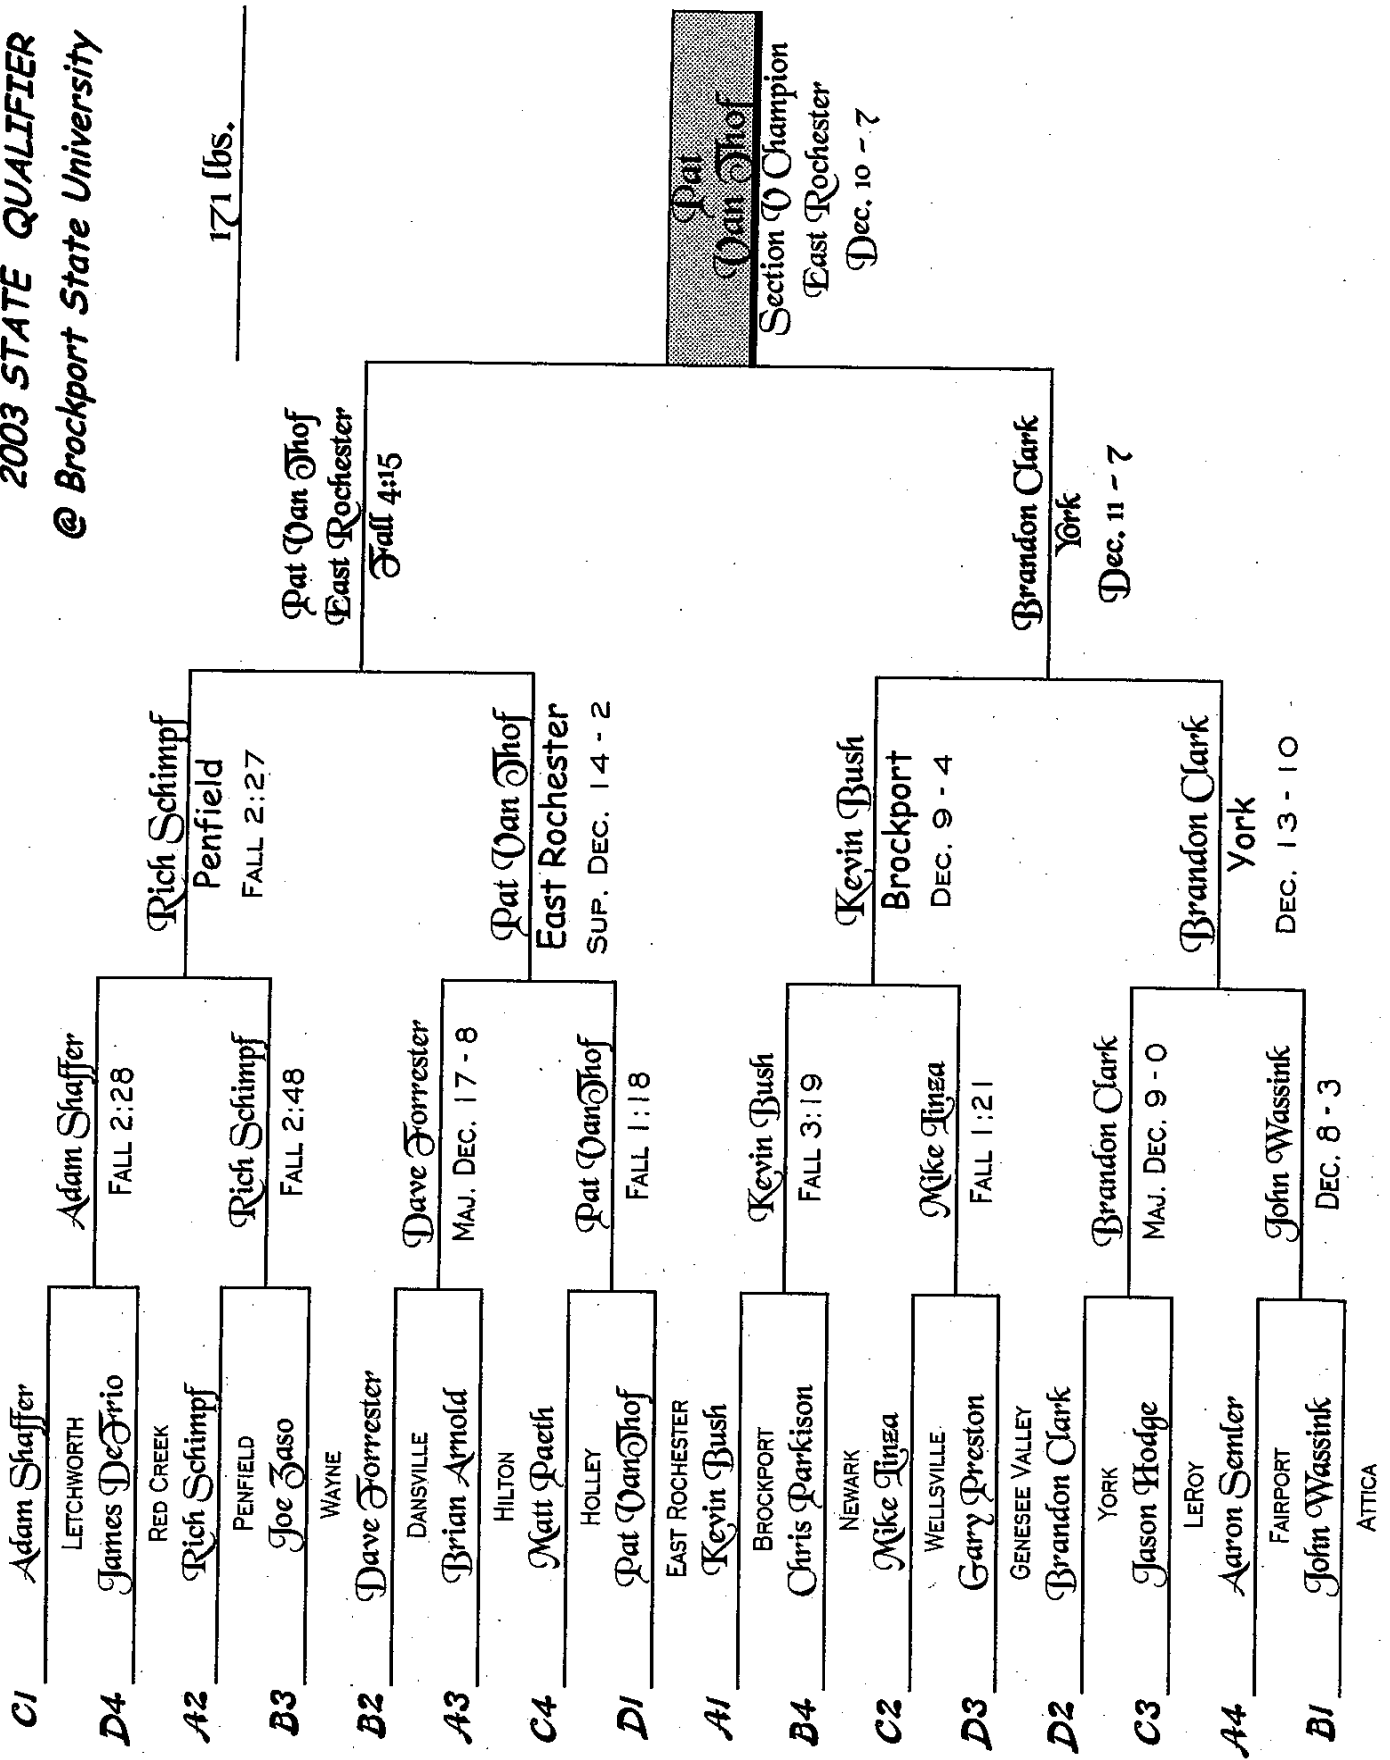 2003 STATE QUALIFIER
@ Brockport State University
171 lbs.
C1
Adam Shaffer
LETCHWORTH
D4
James DeFrio
RED CREEK
A2
Rich Schimpf
PENFIELD
B3
Joe Zaso
WAYNE
B2
Dave Forrester
DANSVILLE
A3
Brian Arnold
HILTON
C4
Matt Paeth
HOLLEY
D1
Pat VanThof
EAST ROCHESTER
A1
Kevin Bush
BROCKPORT
B4
Chris Parkison
NEWARK
C2
Mike Tinza
WELLSVILLE
D3
Gary Preston
GENESEE VALLEY
D2
Brandon Clark
YORK
C3
Jason Hodge
LEROY
A4
Aaron Semler
FAIRPORT
B1
John Wassink
ATTICA
Adam Shaffer
FALL 2:28
Rich Schimpf
FALL 2:48
Dave Forrester
MAJ. DEC. 17 - 8
Pat VanThof
FALL 1:18
Kevin Bush
FALL 3:19
Mike Tinza
FALL 1:21
Brandon Clark
MAJ. DEC. 9 - 0
John Wassink
DEC. 8 - 3
Rich Schimpf
Penfield
FALL 2:27
Pat Van Thof
East Rochester
SUP. DEC. 14 - 2
Kevin Bush
Brockport
DEC. 9 - 4
Brandon Clark
York
DEC. 13 - 10
Pat Van Thof
East Rochester
Fall 4:15
Brandon Clark
York
Dec. 11 - 7
Pat
Van Thof
Section V Champion
East Rochester
Dec. 10 - 7